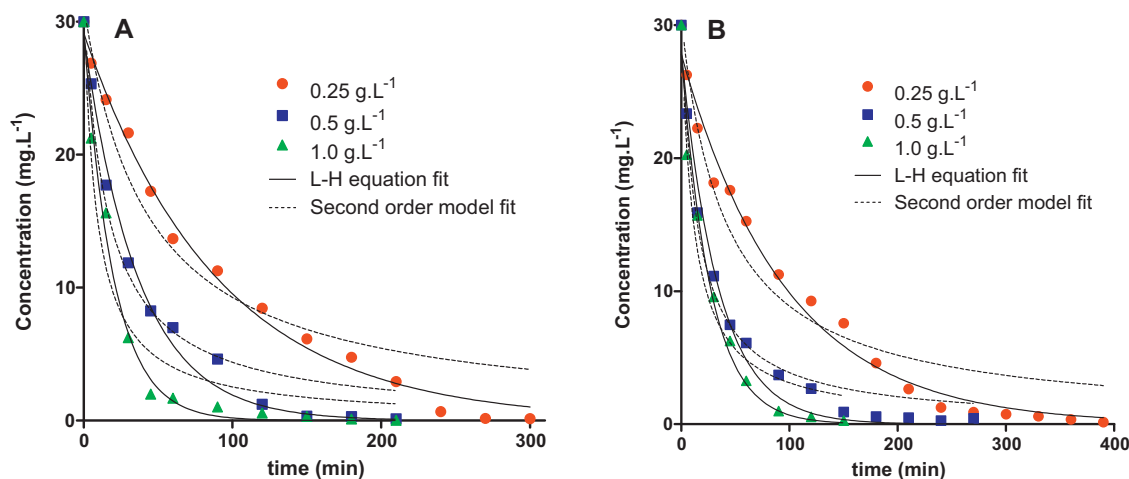 A
30
20
10
0
Concentration (mg.L⁻¹)
0.25 g.L⁻¹
0.5 g.L⁻¹
1.0 g.L⁻¹
L-H equation fit
Second order model fit
0 100 200 300
time (min)
B
30
20
10
0
Concentration (mg.L⁻¹)
0.25 g.L⁻¹
0.5 g.L⁻¹
1.0 g.L⁻¹
L-H equation fit
Second order model fit
0 100 200 300 400
time (min)